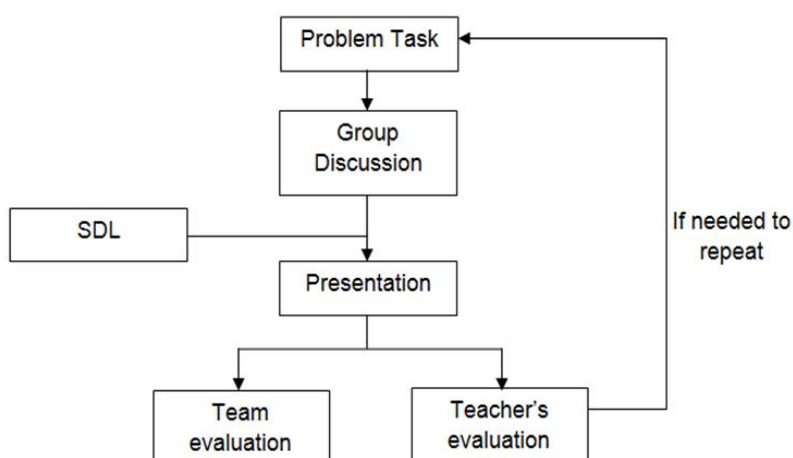 Problem Task
Group
Discussion
SDL
If needed to
repeat
Presentation
Team
evaluation
Teacher's
evaluation